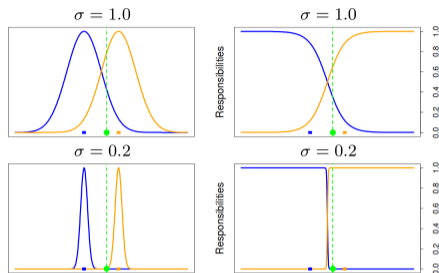 σ = 1.0
σ = 1.0
Responsibilities
0.0 0.2 0.4 0.6 0.8 1.0
σ = 0.2
σ = 0.2
Responsibilities
0.0 0.2 0.4 0.6 0.8 1.0